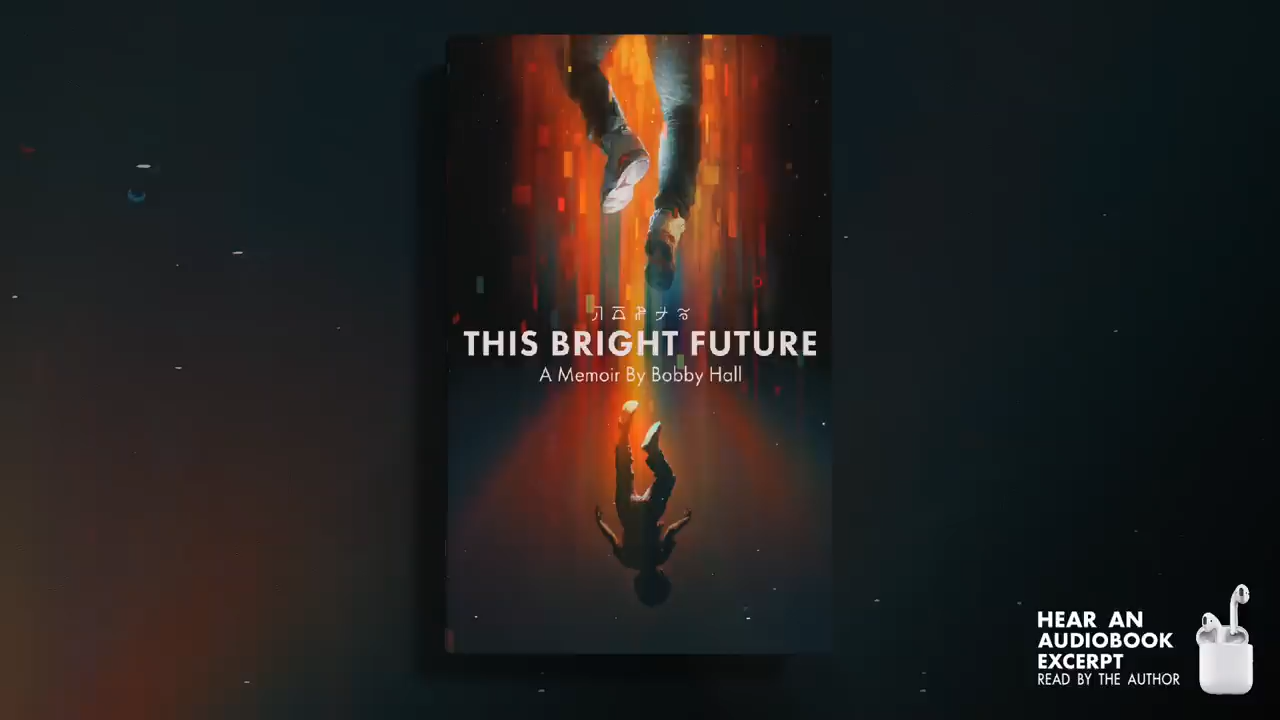 THIS BRIGHT FUTURE
A Memoir By Bobby Hall
HEAR AN
AUDIOBOOK
EXCERPT
READ BY THE AUTHOR